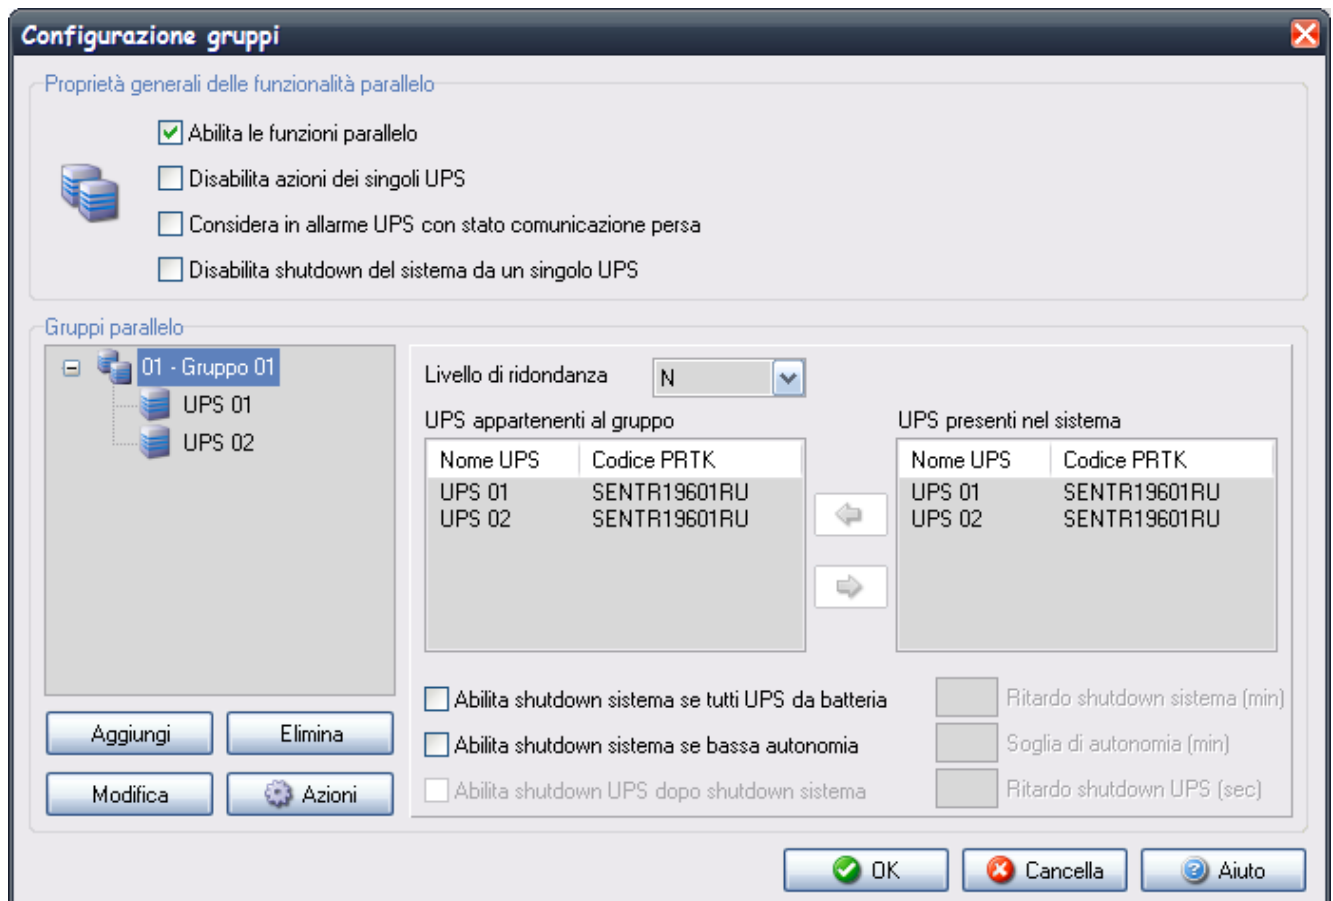 Configurazione gruppi
Proprietà generali delle funzionalità parallelo
Abilita le funzioni parallelo
Disabilita azioni dei singoli UPS
Considera in allarme UPS con stato comunicazione persa
Disabilita shutdown del sistema da un singolo UPS
Gruppi parallelo
01 - Gruppo 01
UPS 01
UPS 02
Aggiungi
Elimina
Modifica
Azioni
Livello di ridondanza N
UPS appartenenti al gruppo
Nome UPS Codice PRTK
UPS 01 SENTR19601RU
UPS 02 SENTR19601RU
UPS presenti nel sistema
Nome UPS Codice PRTK
UPS 01 SENTR19601RU
UPS 02 SENTR19601RU
Abilita shutdown sistema se tutti UPS da batteria
Ritardo shutdown sistema (min)
Abilita shutdown sistema se bassa autonomia
Soglia di autonomia (min)
Abilita shutdown UPS dopo shutdown sistema
Ritardo shutdown UPS (sec)
OK
Cancella
Aiuto